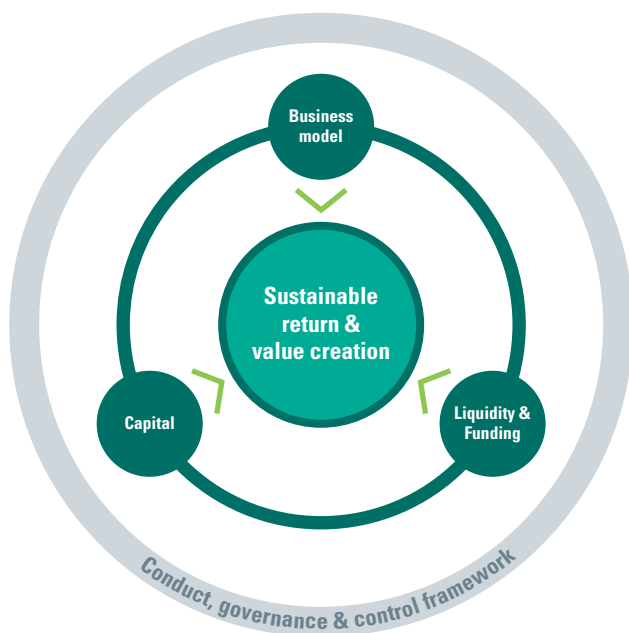 Business
model
Sustainable
return &
value creation
Capital
Liquidity &
Funding
Conduct, governance & control framework